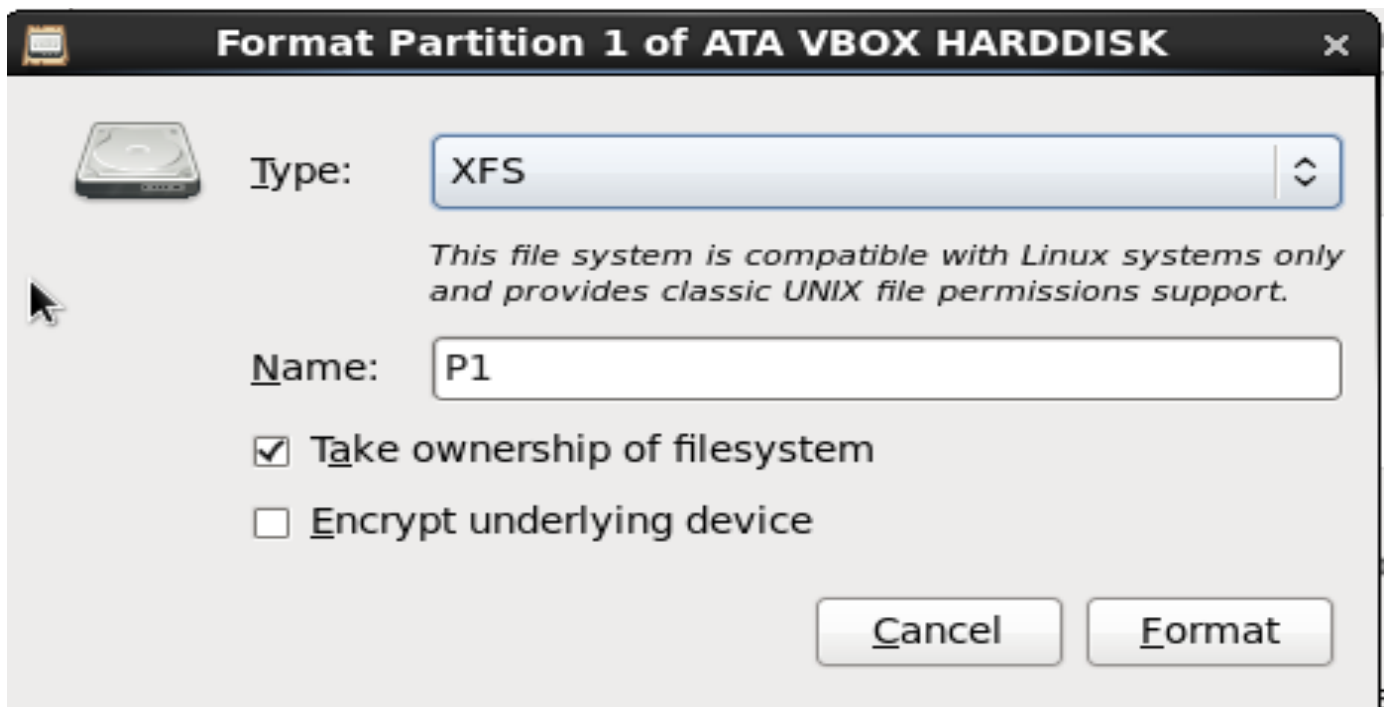 Format Partition 1 of ATA VBOX HARDDISK
Type:
XFS
This file system is compatible with Linux systems only
and provides classic UNIX file permissions support.
Name:
P1
Take ownership of filesystem
Encrypt underlying device
Cancel
Format